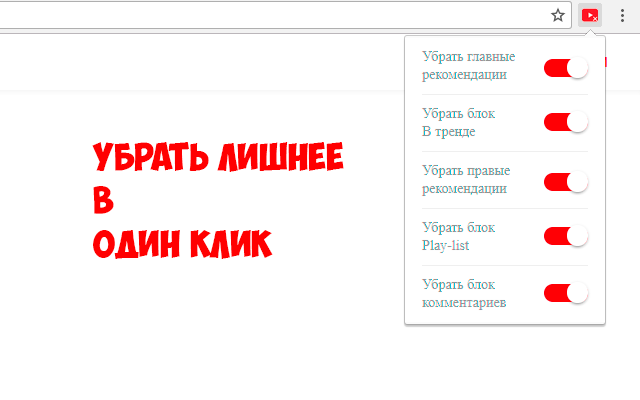 УБРАТЬ ЛИШНЕЕ
В
ОДИН КЛИК
Убрать главные
рекомендации
Убрать блок
В тренде
Убрать правые
рекомендации
Убрать блок
Play-list
Убрать блок
комментариев